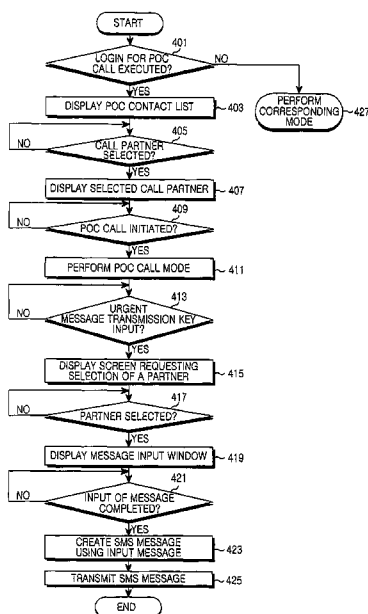 START
401
LOGIN FOR POC
CALL EXECUTED?
NO
YES
DISPLAY POC CONTACT LIST
403
PERFORM
CORRESPONDING
MODE
427
405
CALL PARTNER
SELECTED?
NO
YES
DISPLAY SELECTED CALL PARTNER
407
409
POC CALL INITIATED?
NO
YES
PERFORM POC CALL MODE
411
413
URGENT
MESSAGE TRANSMISSION KEY
INPUT?
NO
YES
DISPLAY SCREEN REQUESTING
SELECTION OF A PARTNER
415
417
PARTNER SELECTED?
NO
YES
DISPLAY MESSAGE INPUT WINDOW
419
421
INPUT OF MESSAGE
COMPLETED?
NO
YES
CREATE SMS MESSAGE
USING INPUT MESSAGE
423
TRANSMIT SMS MESSAGE
425
END